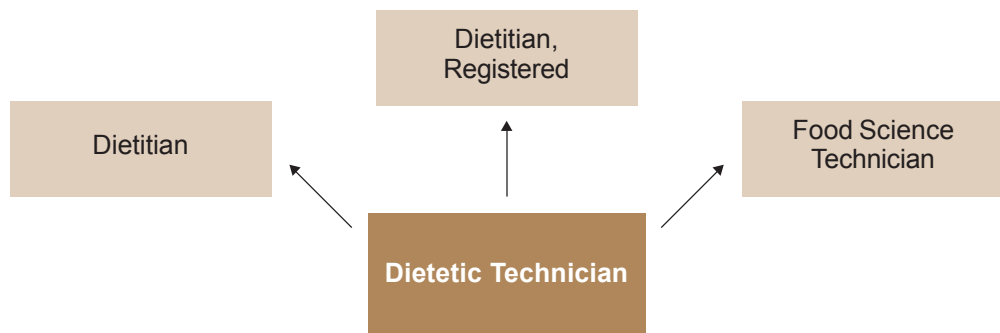 Dietitian,
Registered
Dietitian
Food Science
Technician
Dietetic Technician